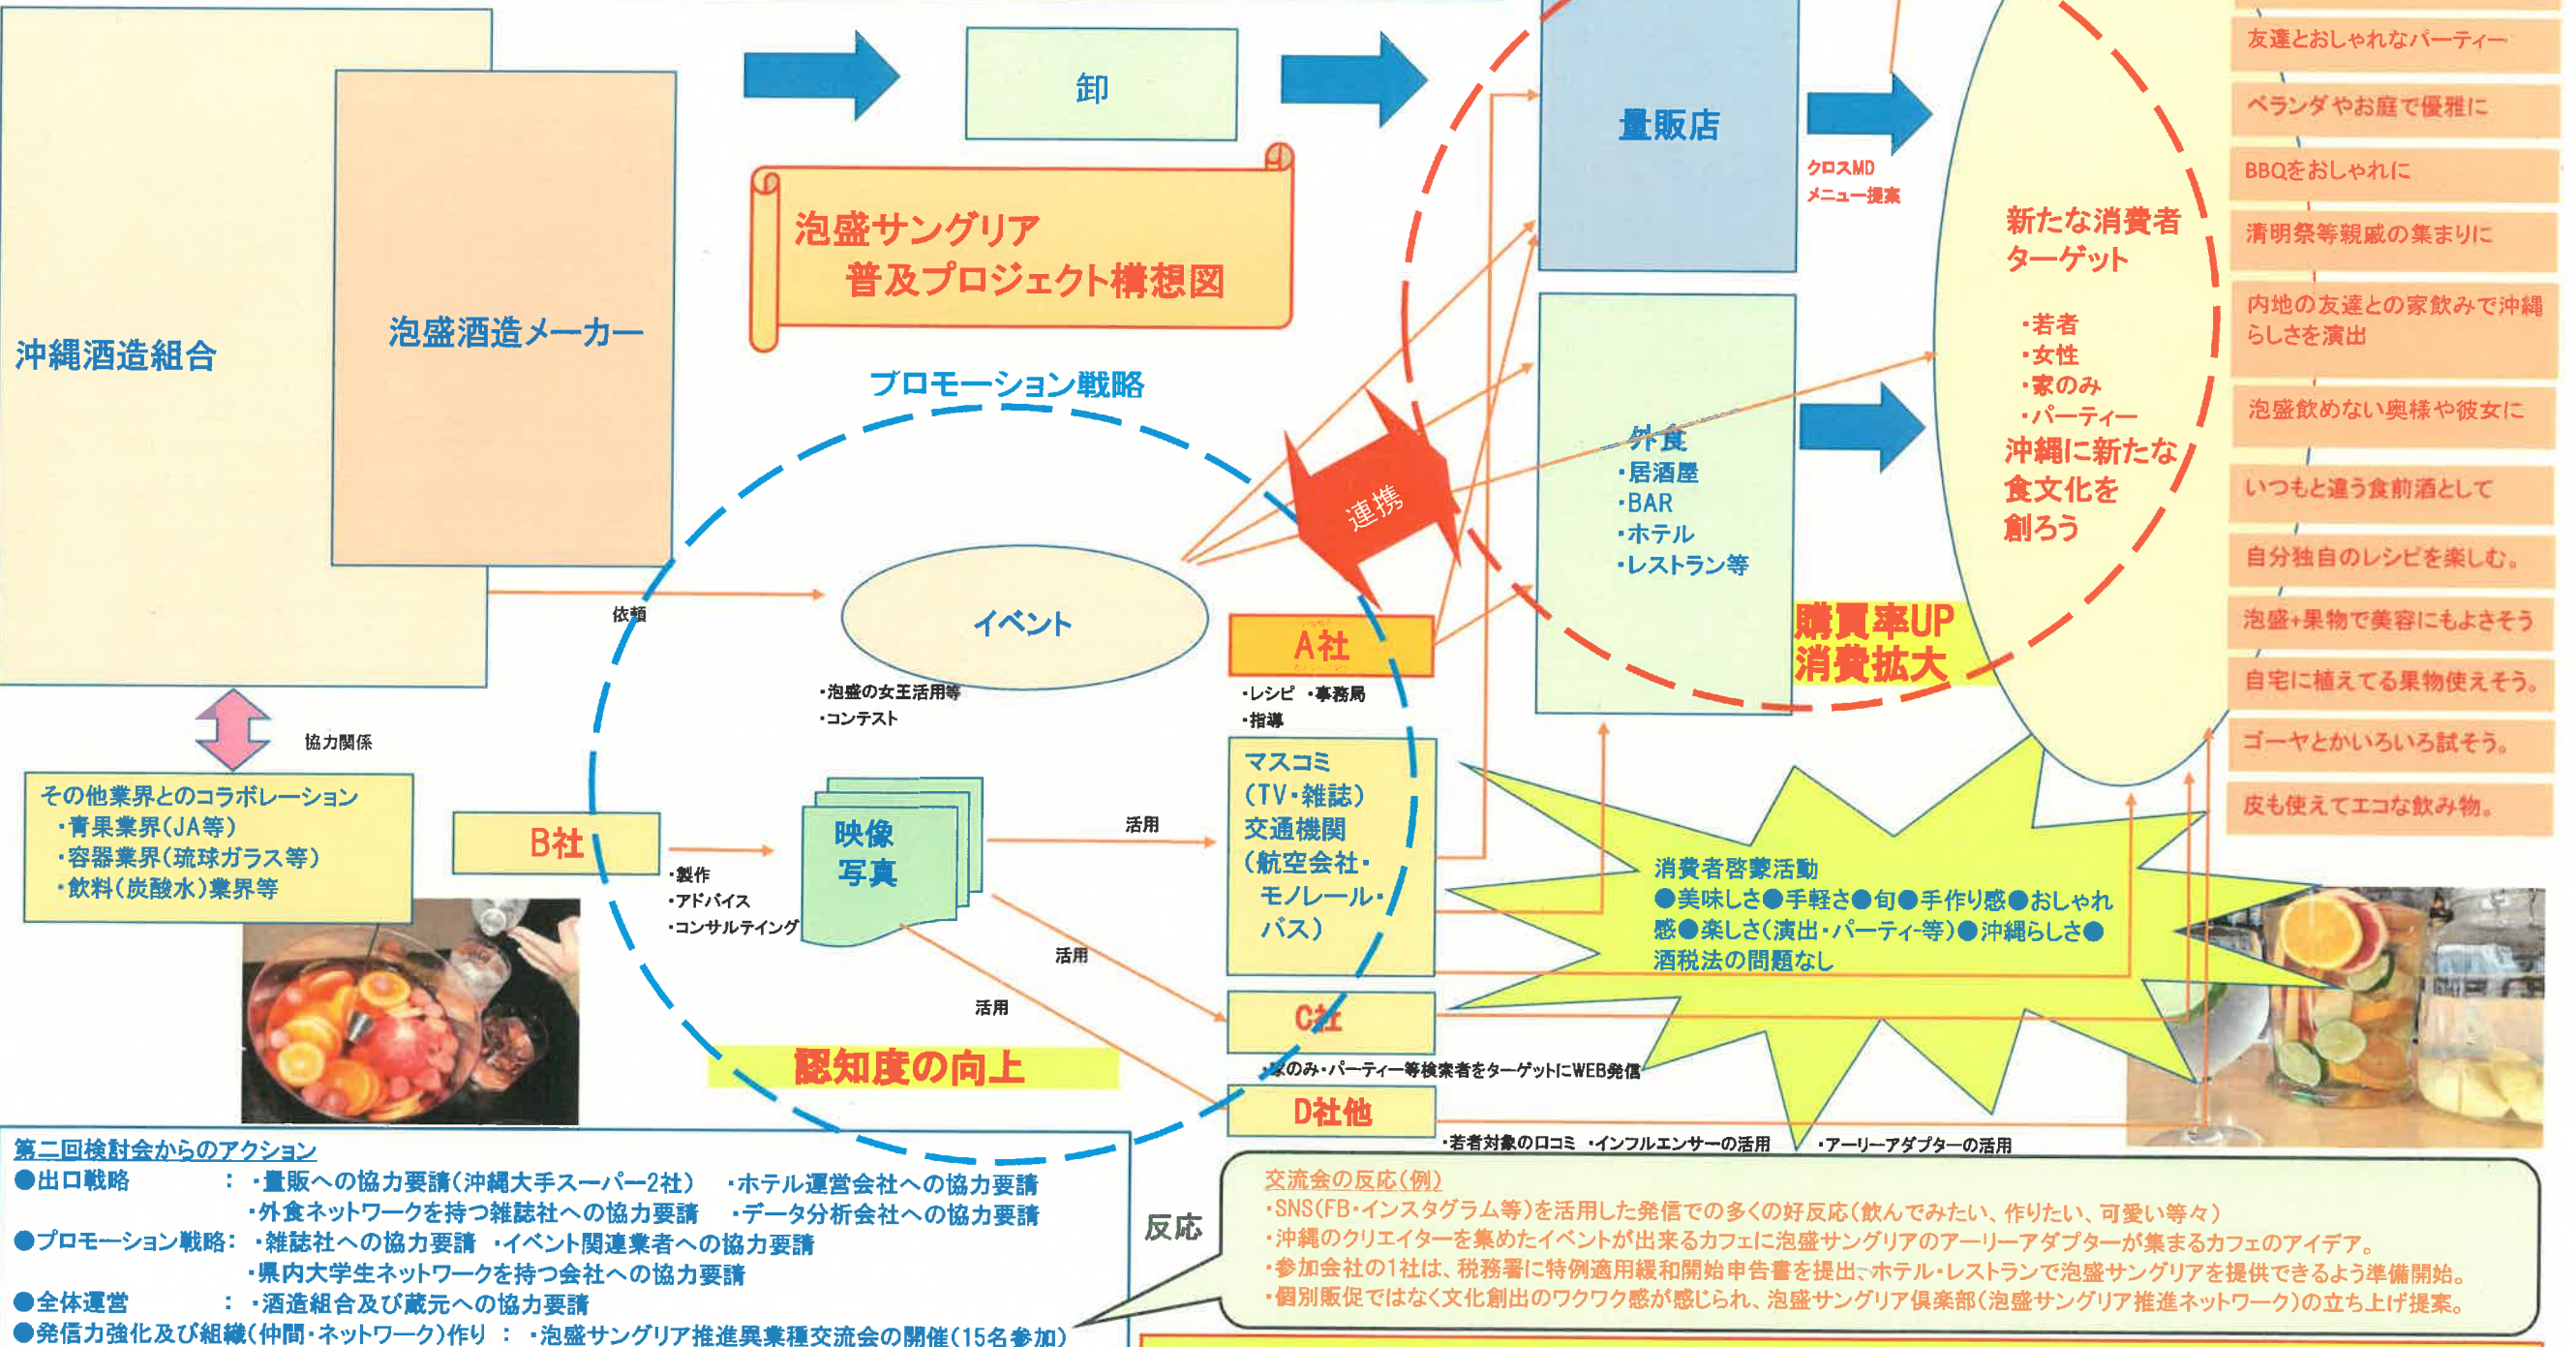 沖縄酒造組合
泡盛酒造メーカー
卸
泡盛サングリア
普及プロジェクト構想図
プロモーション戦略
量販店
クロスMD
メニュー提案
外食
・居酒屋
・BAR
・ホテル
・レストラン等
新たな消費者
ターゲット
・若者
・女性
・家のみ
・パーティー
沖縄に新たな
食文化を
創ろう
購買率UP
消費拡大
連携
依頼
イベント
・泡盛の女王活用等
・コンテスト
A社
・レシピ ・事務局
・指導
協力関係
その他業界とのコラボレーション
・青果業界(JA等)
・容器業界(琉球ガラス等)
・飲料(炭酸水)業界等
B社
・製作
・アドバイス
・コンサルテイング
映像
写真
活用
活用
活用
マスコミ
(TV・雑誌)
交通機関
(航空会社・
モノレール・
バス)
C社
・家のみ・パーティー等検索者をターゲットにWEB発信
D社他
・若者対象の口コミ ・インフルエンサーの活用 ・アーリーアダプターの活用
認知度の向上
消費者啓蒙活動
●美味しさ●手軽さ●旬●手作り感●おしゃれ
感●楽しさ(演出・パーティ-等)●沖縄らしさ●
酒税法の問題なし
友達とおしゃれなパーティー
ベランダやお庭で優雅に
BBQをおしゃれに
清明祭等親戚の集まりに
内地の友達との家飲みで沖縄
らしさを演出
泡盛飲めない奥様や彼女に
いつもと違う食前酒として
自分独自のレシピを楽しむ。
泡盛+果物で美容にもよさそう
自宅に植えてる果物使えそう。
ゴーヤとかいろいろ試そう。
皮も使えてエコな飲み物。
第二回検討会からのアクション
●出口戦略 : ・量販への協力要請(沖縄大手スーパー2社) ・ホテル運営会社への協力要請
・外食ネットワークを持つ雑誌社への協力要請 ・データ分析会社への協力要請
●プロモーション戦略: ・雑誌社への協力要請 ・イベント関連業者への協力要請
・県内大学生ネットワークを持つ会社への協力要請
●全体運営 : ・酒造組合及び蔵元への協力要請
●発信力強化及び組織(仲間・ネットワーク)作り : ・泡盛サングリア推進異業種交流会の開催(15名参加)
反応
交流会の反応(例)
・SNS(FB・インスタグラム等)を活用した発信での多くの好反応(飲んでみたい、作りたい、可愛い等々)
・沖縄のクリエイターを集めたイベントが出来るカフェに泡盛サングリアのアーリーアダプターが集まるカフェのアイデア。
・参加会社の1社は、税務署に特例適用緩和開始申告書を提出、ホテル・レストランで泡盛サングリアを提供できるよう準備開始。
・個別販促ではなく文化創出のワクワク感が感じられ、泡盛サングリア倶楽部(泡盛サングリア推進ネットワーク)の立ち上げ提案。